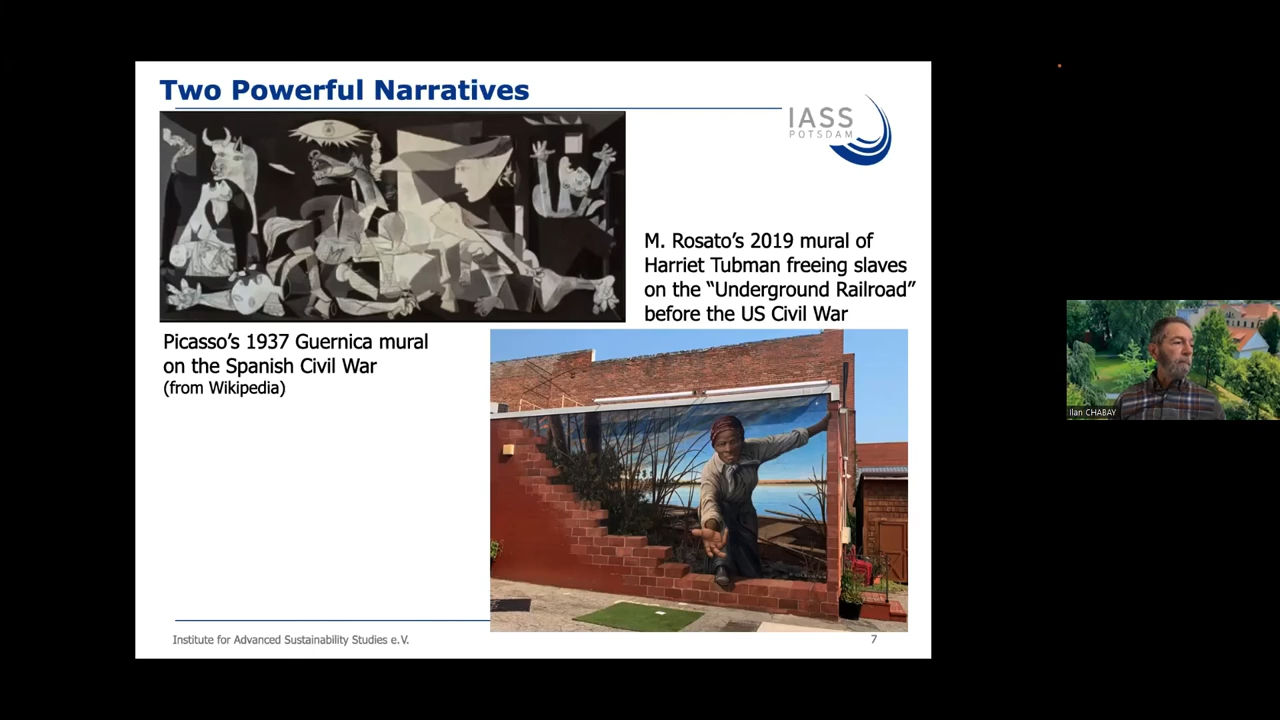 Two Powerful Narratives
IASS
POTSDAM
M. Rosato’s 2019 mural of
Harriet Tubman freeing slaves
on the “Underground Railroad”
before the US Civil War
Picasso’s 1937 Guernica mural
on the Spanish Civil War
(from Wikipedia)
Ilan CHABAY
Institute for Advanced Sustainability Studies e.V.
7